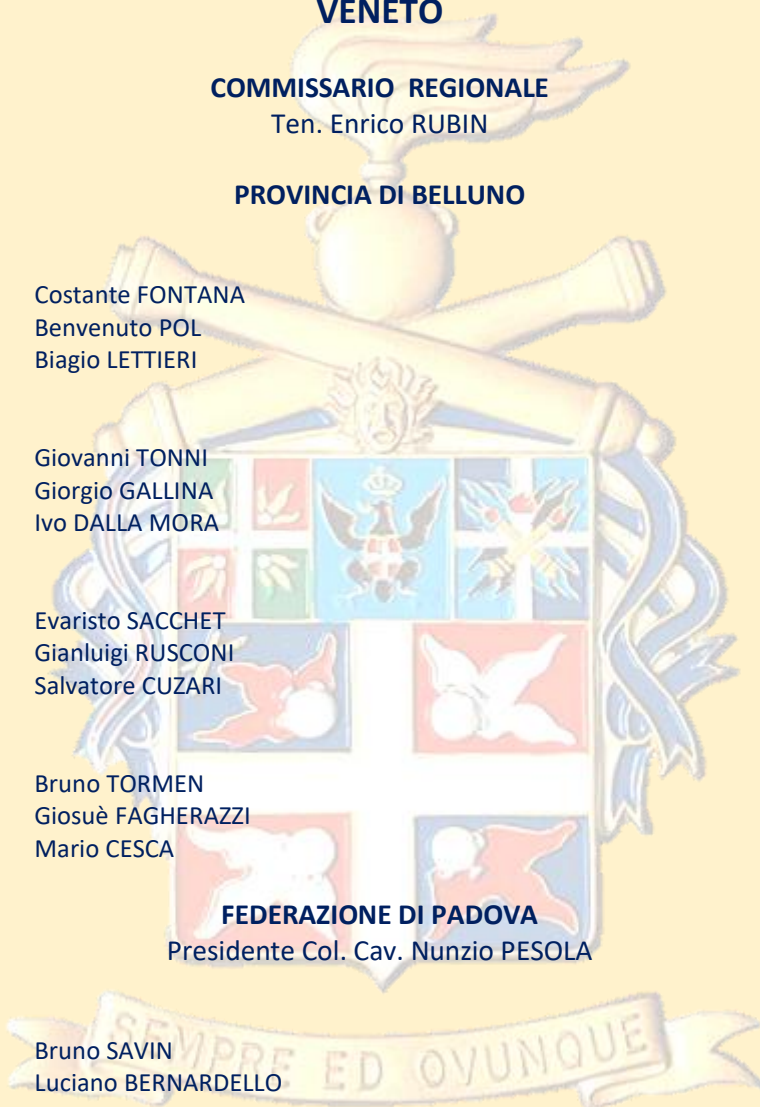 VENETO
COMMISSARIO REGIONALE
Ten. Enrico RUBIN
PROVINCIA DI BELLUNO
Costante FONTANA
Benvenuto POL
Biagio LETTIERI
Giovanni TONNI
Giorgio GALLINA
Ivo DALLA MORA
Evaristo SACCHET
Gianluigi RUSCONI
Salvatore CUZARI
Bruno TORMEN
Giosuè FAGHERAZZI
Mario CESCA
FEDERAZIONE DI PADOVA
Presidente Col. Cav. Nunzio PESOLA
SEMPRE ED OVUNQUE
Bruno SAVIN
Luciano BERNARDELLO